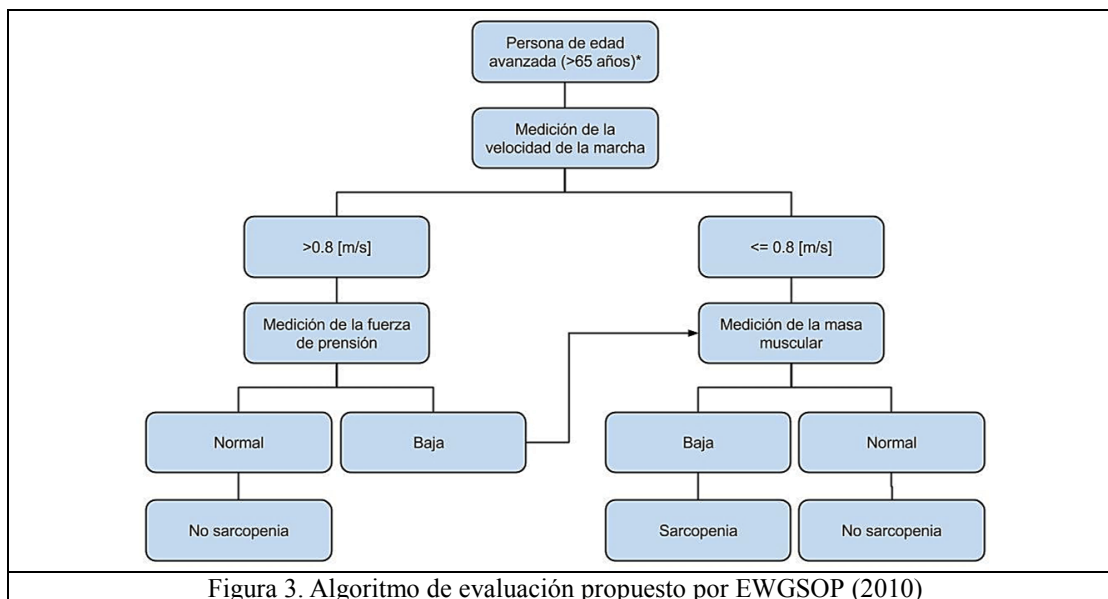 Persona de edad
avanzada (>65 años)*
Medición de la
velocidad de la marcha
>0.8 [m/s]
<= 0.8 [m/s]
Medición de la fuerza
de prensión
Medición de la masa
muscular
Normal
Baja
Baja
Normal
No sarcopenia
Sarcopenia
No sarcopenia
Figura 3. Algoritmo de evaluación propuesto por EWGSOP (2010)